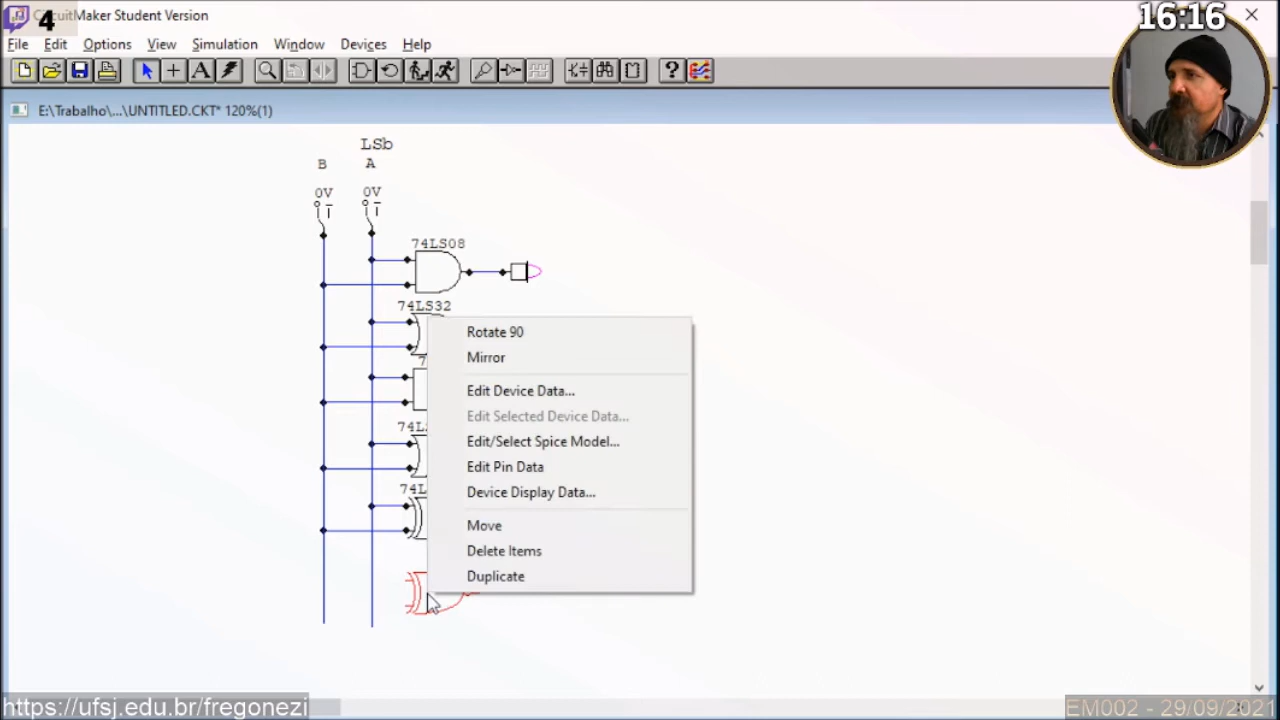 4
CircuitMaker Student Version
16:16
File Edit Options View Simulation Window Devices Help
E:\Trabalho\...\UNTITLED.CKT* 120%(1)
LSb
B A
0V 0V
74LS08
74LS32
Rotate 90
Mirror
Edit Device Data...
Edit Selected Device Data...
Edit/Select Spice Model...
Edit Pin Data
Device Display Data...
Move
Delete Items
Duplicate
https://ufsj.edu.br/fregonezi
EM002 - 29/09/2021